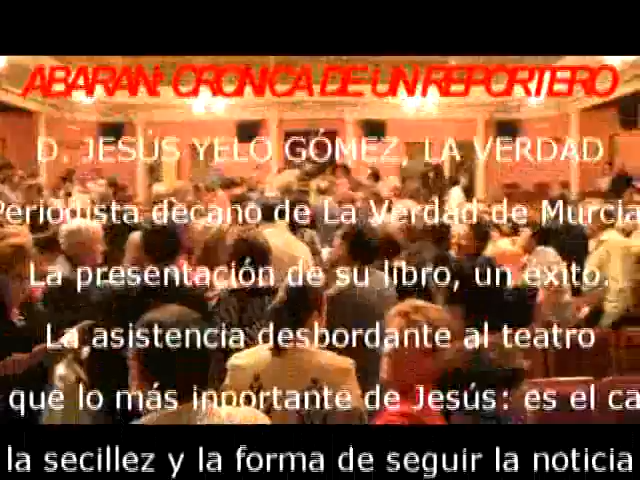 ABARAN: CRONICA DE UN REPORTERO
D. JESÚS YELO GÓMEZ, LA VERDAD
Periodista decano de La Verdad de Murcia
La presentación de su libro, un éxito.
La asistencia desbordante al teatro
que lo más inportante de Jesús: es el ca
la secillez y la forma de seguir la noticia